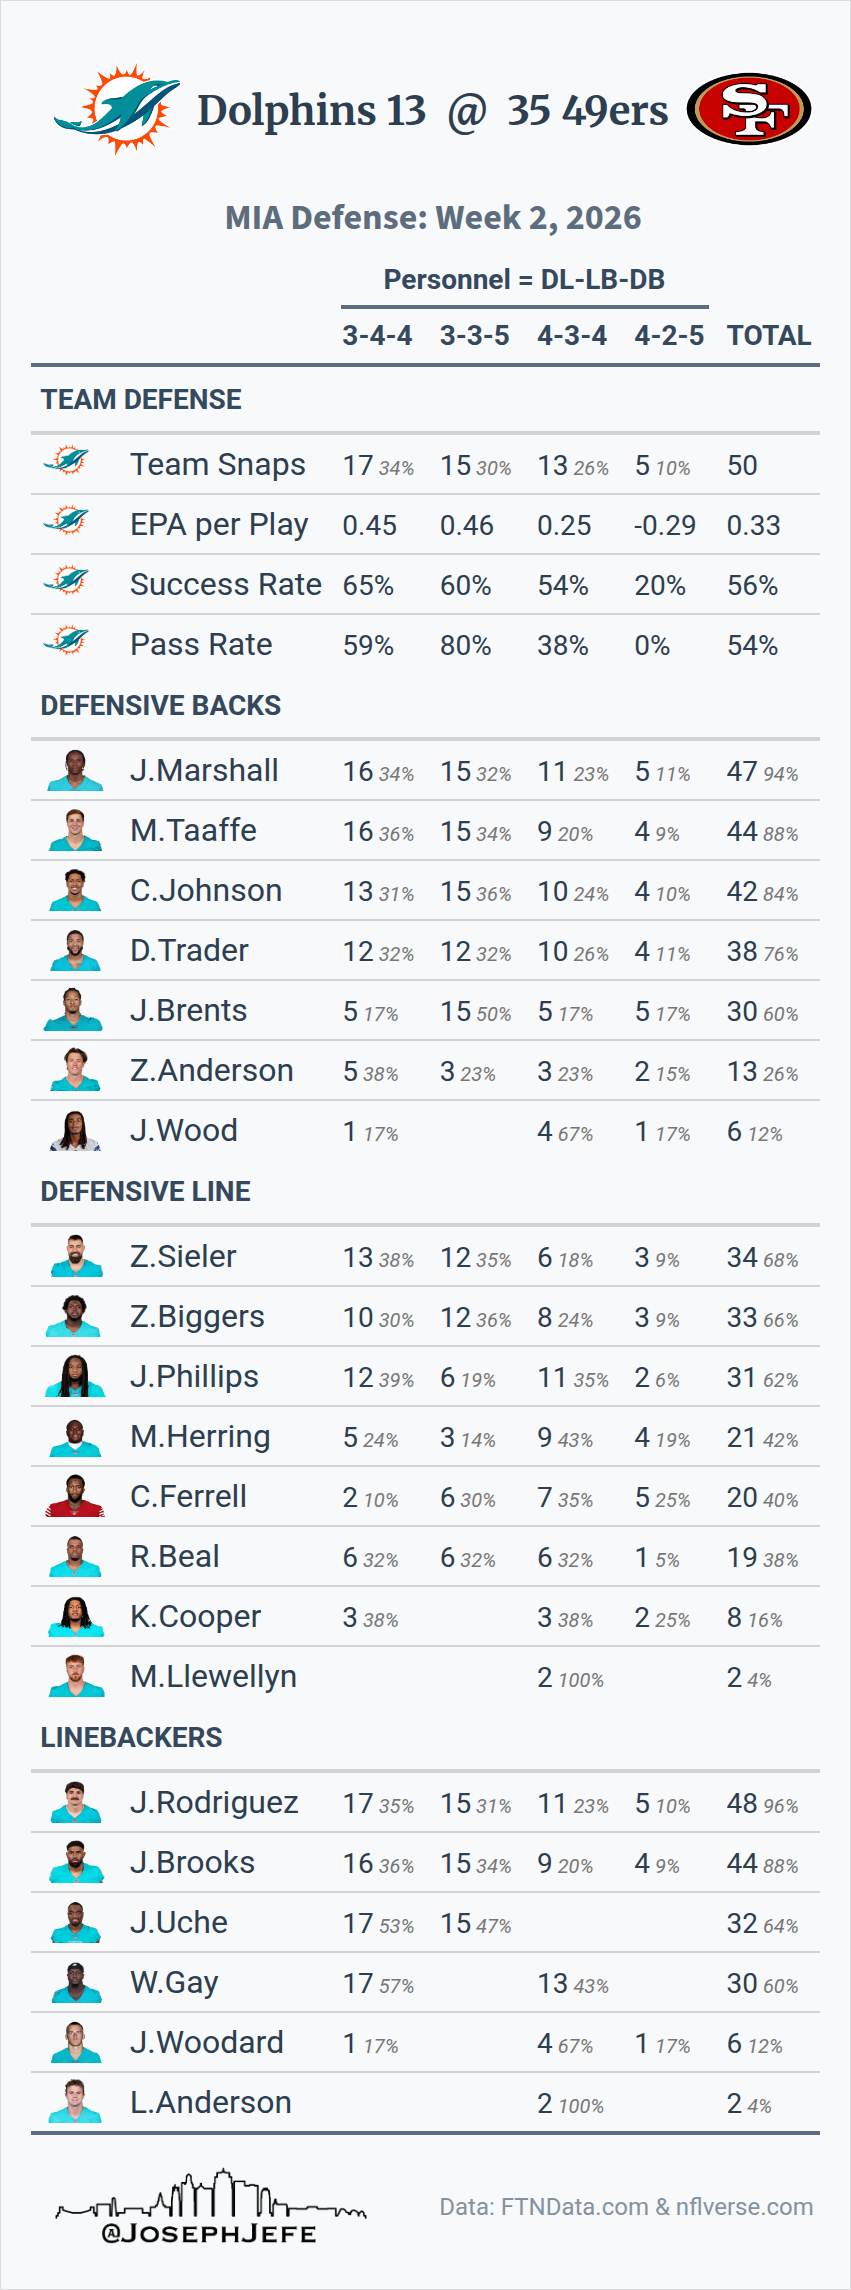 Dolphins 13 @ 35 49ers
SF
MIA Defense: Week 2, 2026
Personnel = DL-LB-DB
3-4-4 3-3-5 4-3-4 4-2-5 TOTAL
TEAM DEFENSE
Team Snaps 17 34% 15 30% 13 26% 5 10% 50
EPA per Play 0.45 0.46 0.25 -0.29 0.33
Success Rate 65% 60% 54% 20% 56%
Pass Rate 59% 80% 38% 0% 54%
DEFENSIVE BACKS
J.Marshall 16 34% 15 32% 11 23% 5 11% 47 94%
M.Taaffe 16 36% 15 34% 9 20% 4 9% 44 88%
C.Johnson 13 31% 15 36% 10 24% 4 10% 42 84%
D.Trader 12 32% 12 32% 10 26% 4 11% 38 76%
J.Brents 5 17% 15 50% 5 17% 5 17% 30 60%
Z.Anderson 5 38% 3 23% 3 23% 2 15% 13 26%
J.Wood 1 17% 4 67% 1 17% 6 12%
DEFENSIVE LINE
Z.Sieler 13 38% 12 35% 6 18% 3 9% 34 68%
Z.Biggers 10 30% 12 36% 8 24% 3 9% 33 66%
J.Phillips 12 39% 6 19% 11 35% 2 6% 31 62%
M.Herring 5 24% 3 14% 9 43% 4 19% 21 42%
C.Ferrell 2 10% 6 30% 7 35% 5 25% 20 40%
R.Beal 6 32% 6 32% 6 32% 1 5% 19 38%
K.Cooper 3 38% 3 38% 2 25% 8 16%
M.Llewellyn 2 100% 2 4%
LINEBACKERS
J.Rodriguez 17 35% 15 31% 11 23% 5 10% 48 96%
J.Brooks 16 36% 15 34% 9 20% 4 9% 44 88%
J.Uche 17 53% 15 47% 32 64%
W.Gay 17 57% 13 43% 30 60%
J.Woodard 1 17% 4 67% 1 17% 6 12%
L.Anderson 2 100% 2 4%
@JosephJefe
Data: FTNData.com & nflverse.com